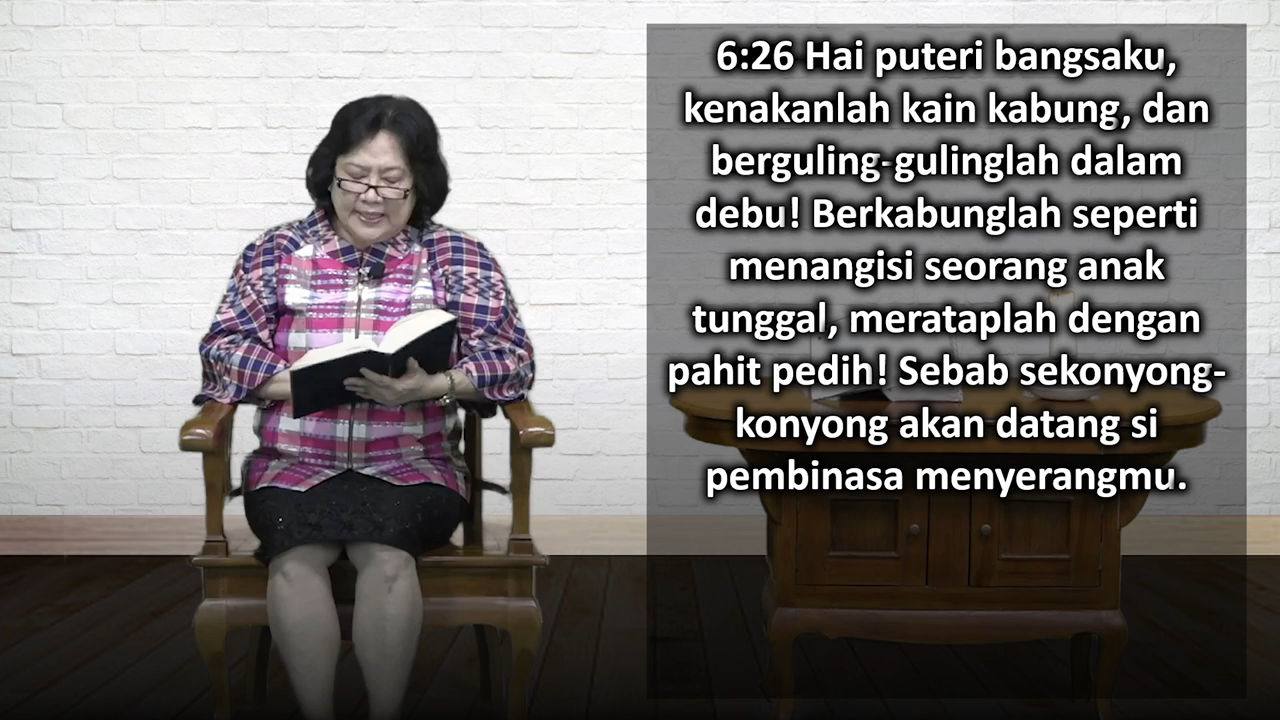 6:26 Hai puteri bangsaku,
kenakanlah kain kabung, dan
berguling-gulinglah dalam
debu! Berkabunglah seperti
menangisi seorang anak
tunggal, merataplah dengan
pahit pedih! Sebab sekonyong-
konyong akan datang si
pembinasa menyerangmu.